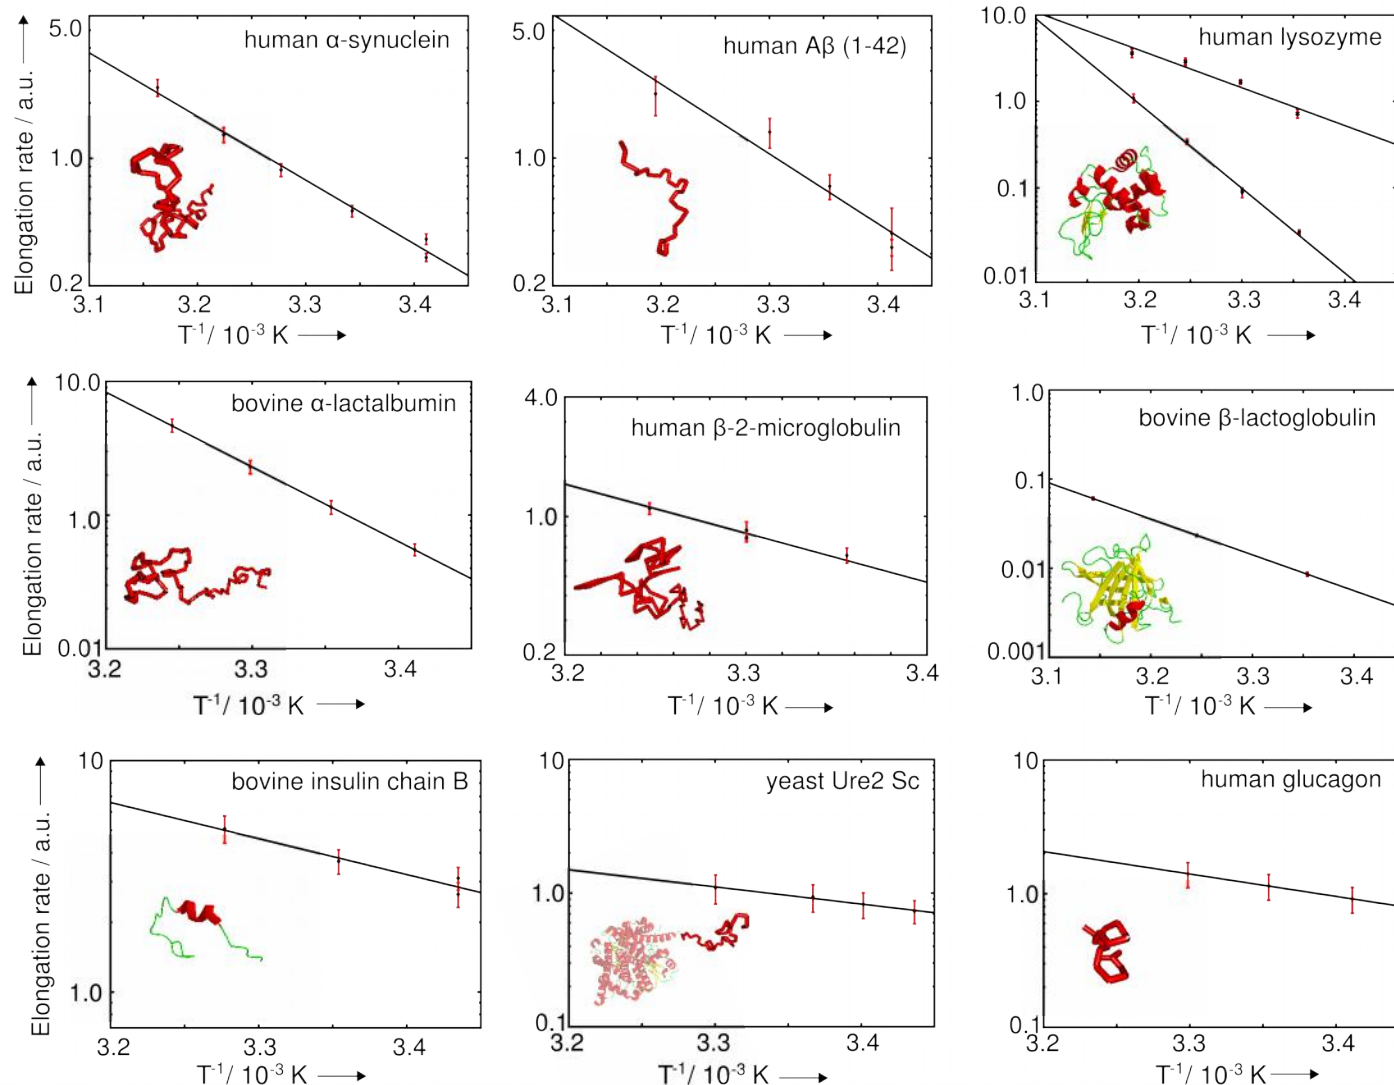 Elongation rate / a.u.
5.0
1.0
0.2
human α-synuclein
3.1 3.2 3.3 3.4
T⁻¹/ 10⁻³ K
5.0
1.0
0.2
human Aβ (1-42)
3.1 3.2 3.3 3.4
T⁻¹/ 10⁻³ K
10.0
1.0
0.1
0.01
human lysozyme
3.1 3.2 3.3 3.4
T⁻¹/ 10⁻³ K
Elongation rate / a.u.
10.0
1.0
0.01
bovine α-lactalbumin
3.2 3.3 3.4
T⁻¹/ 10⁻³ K
4.0
1.0
0.2
human β-2-microglobulin
3.2 3.3 3.4
T⁻¹/ 10⁻³ K
1.0
0.1
0.01
0.001
bovine β-lactoglobulin
3.1 3.2 3.3 3.4
T⁻¹/ 10⁻³ K
Elongation rate / a.u.
10
1.0
bovine insulin chain B
3.2 3.3 3.4
T⁻¹/ 10⁻³ K
10
1.0
0.1
yeast Ure2 Sc
3.2 3.3 3.4
T⁻¹/ 10⁻³ K
10
1.0
0.1
human glucagon
3.2 3.3 3.4
T⁻¹/ 10⁻³ K